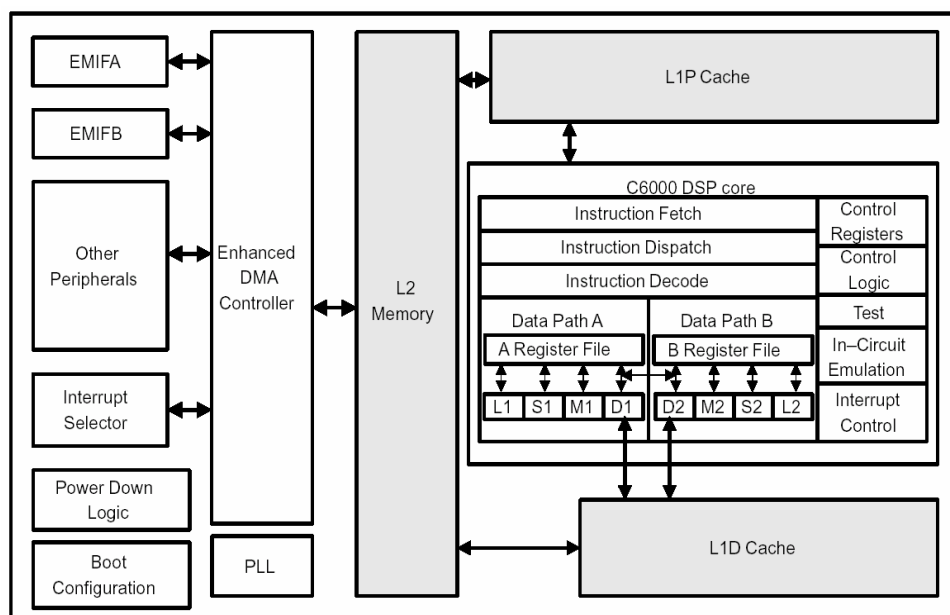 EMIFA
EMIFB
Other
Peripherals
Interrupt
Selector
Power Down
Logic
Boot
Configuration
Enhanced
DMA
Controller
PLL
L2
Memory
L1P Cache
C6000 DSP core
Instruction Fetch
Instruction Dispatch
Instruction Decode
Control
Registers
Control
Logic
Test
In–Circuit
Emulation
Interrupt
Control
Data Path A
A Register File
L1 S1 M1 D1
Data Path B
B Register File
D2 M2 S2 L2
L1D Cache